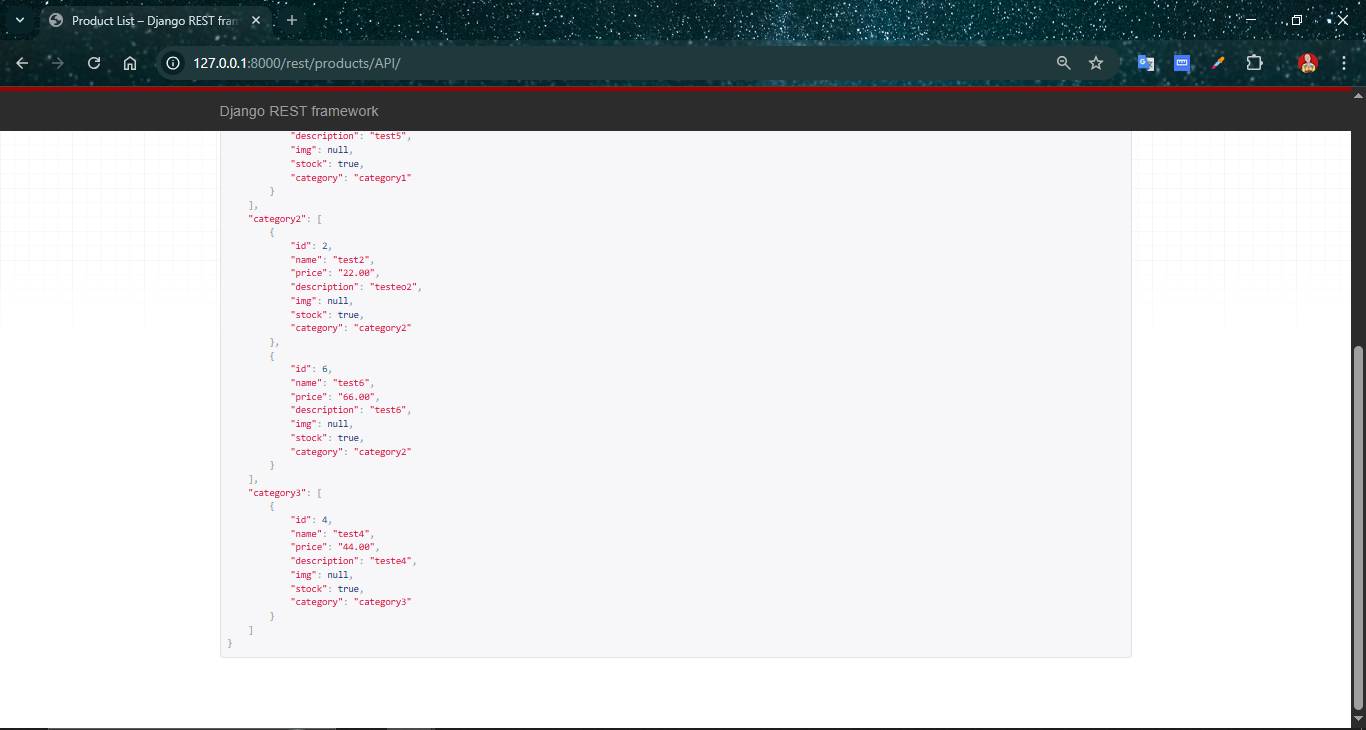 Product List – Django REST fran
127.0.0.1:8000/rest/products/API/
Django REST framework
"description": "test5",
"img": null,
"stock": true,
"category": "category1"
}
],
"category2": [
{
"id": 2,
"name": "test2",
"price": "22.00",
"description": "testeo2",
"img": null,
"stock": true,
"category": "category2"
},
{
"id": 6,
"name": "test6",
"price": "66.00",
"description": "test6",
"img": null,
"stock": true,
"category": "category2"
}
],
"category3": [
{
"id": 4,
"name": "test4",
"price": "44.00",
"description": "teste4",
"img": null,
"stock": true,
"category": "category3"
}
]
}